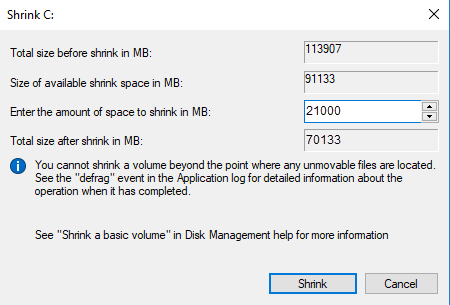 Shrink C:
Total size before shrink in MB: 113907
Size of available shrink space in MB: 91133
Enter the amount of space to shrink in MB: 21000
Total size after shrink in MB: 70133
You cannot shrink a volume beyond the point where any unmovable files are located.
See the "defrag" event in the Application log for detailed information about the
operation when it has completed.
See "Shrink a basic volume" in Disk Management help for more information
Shrink Cancel